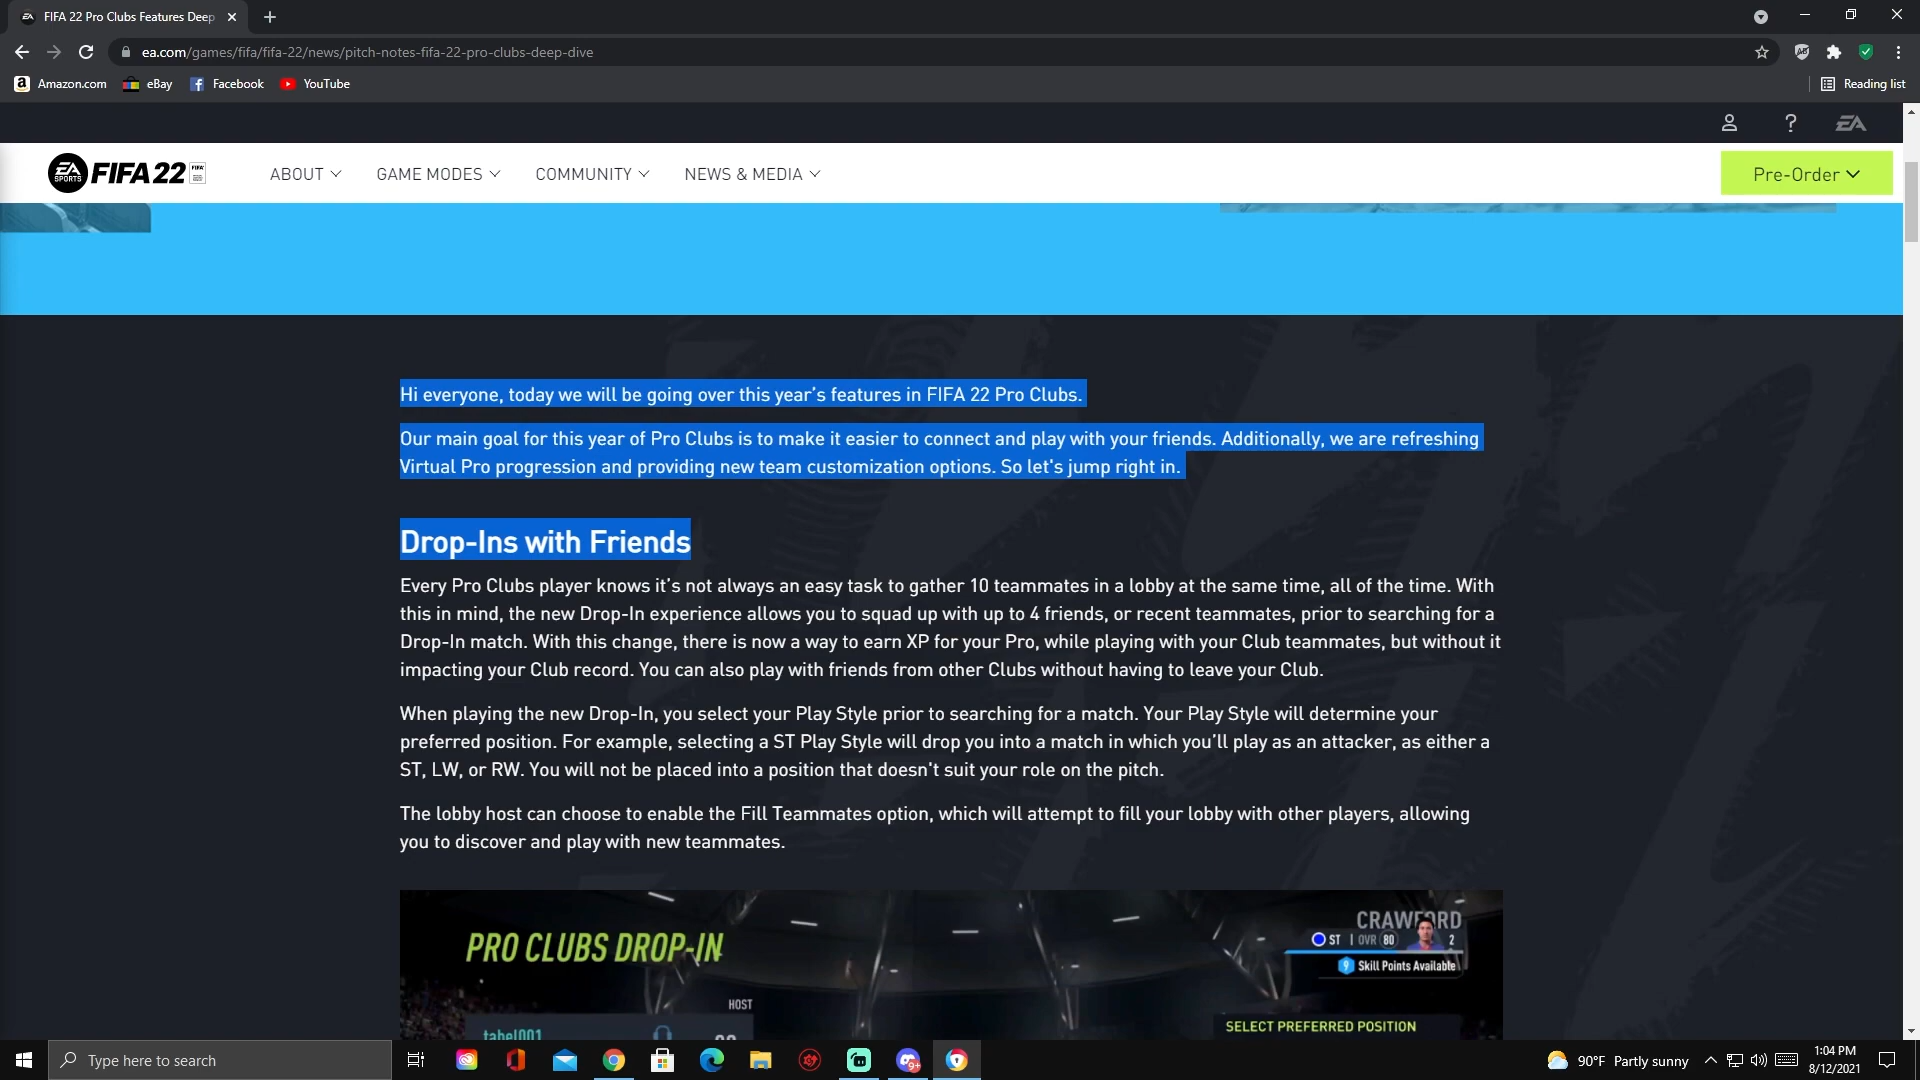 FIFA 22 Pro Clubs Features Deep
ea.com/games/fifa/fifa-22/news/pitch-notes-fifa-22-pro-clubs-deep-dive
Amazon.com eBay Facebook YouTube Reading list
EA
EA SPORTS FIFA 22 ABOUT GAME MODES COMMUNITY NEWS & MEDIA Pre-Order
Hi everyone, today we will be going over this year’s features in FIFA 22 Pro Clubs.
Our main goal for this year of Pro Clubs is to make it easier to connect and play with your friends. Additionally, we are refreshing
Virtual Pro progression and providing new team customization options. So let's jump right in.
Drop-Ins with Friends
Every Pro Clubs player knows it’s not always an easy task to gather 10 teammates in a lobby at the same time, all of the time. With
this in mind, the new Drop-In experience allows you to squad up with up to 4 friends, or recent teammates, prior to searching for a
Drop-In match. With this change, there is now a way to earn XP for your Pro, while playing with your Club teammates, but without it
impacting your Club record. You can also play with friends from other Clubs without having to leave your Club.
When playing the new Drop-In, you select your Play Style prior to searching for a match. Your Play Style will determine your
preferred position. For example, selecting a ST Play Style will drop you into a match in which you’ll play as an attacker, as either a
ST, LW, or RW. You will not be placed into a position that doesn't suit your role on the pitch.
The lobby host can choose to enable the Fill Teammates option, which will attempt to fill your lobby with other players, allowing
you to discover and play with new teammates.
CRAWFORD
PRO CLUBS DROP-IN
ST | OVR 80 2
9 Skill Points Available
HOST
tabel001
SELECT PREFERRED POSITION
Type here to search
9+
90°F Partly sunny
1:04 PM
8/12/2021